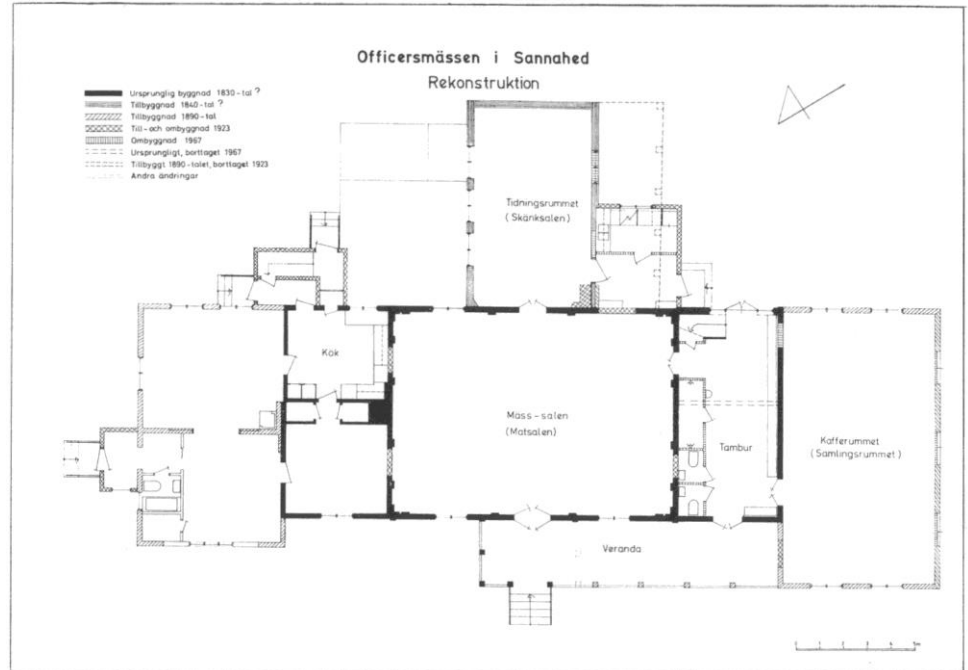 Officersmässen i Sannahed
Rekonstruktion
Ursprunglig byggnad 1830-tal ?
Tillbyggnad 1840-tal ?
Tillbyggnad 1890-tal
Till- och ombyggnad 1923
Ombyggnad 1967
Ursprungligt, borttaget 1967
Tillbyggt 1890-talet, borttaget 1923
Andra ändringar
Tidningsrummet
(Skänksalen)
Kök
Mäss-salen
(Matsalen)
Tambur
Kafferummet
(Samlingsrummet)
Veranda